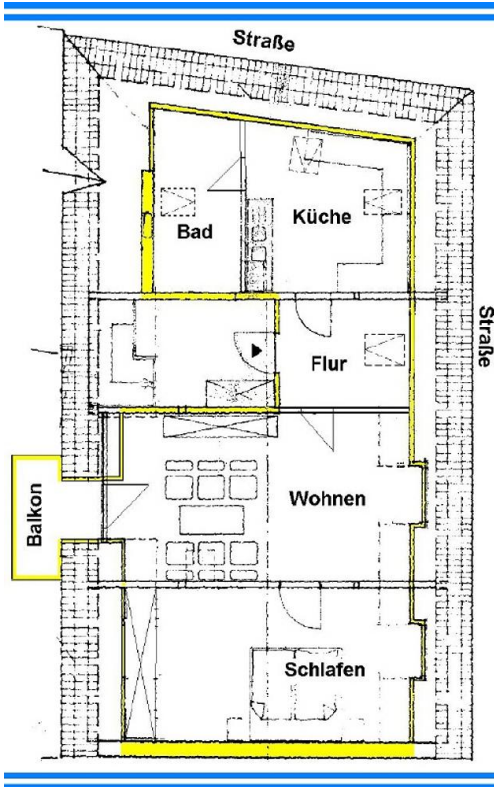 Straße
Küche
Bad
Straße
Flur
Wohnen
Balkon
Schlafen